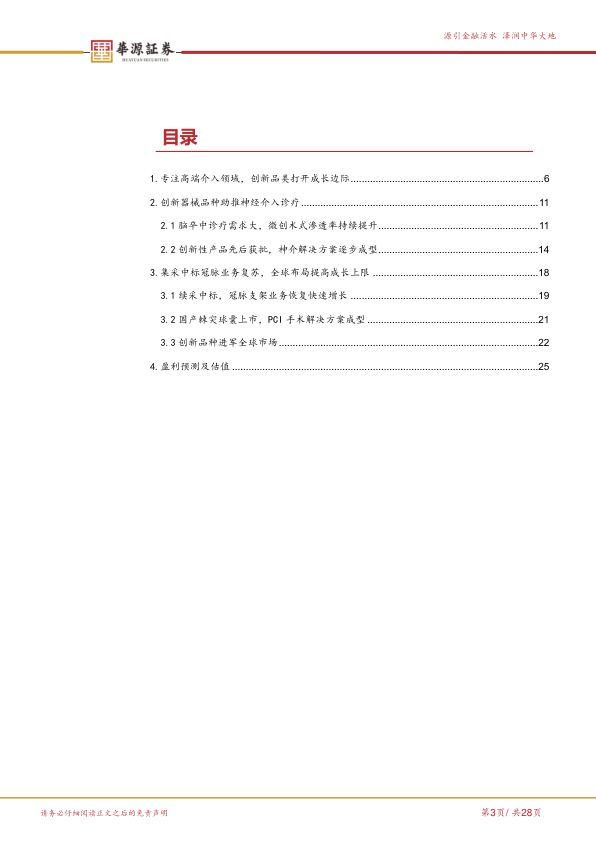 源引金融活水 泽润中华大地
華源証券
HUAYUAN SECURITIES
目录
1.专注高端介入领域，创新品类打开成长边际......................................................................6
2.创新器械品种助推神经介入诊疗......................................................................................11
2.1 脑卒中诊疗需求大，微创术式渗透率持续提升..........................................................11
2.2 创新性产品先后获批，神介解决方案逐步成型..........................................................14
3.集采中标冠脉业务复苏，全球布局提高成长上限 ............................................................18
3.1 续采中标，冠脉支架业务恢复快速增长 .....................................................................19
3.2 国产棘突球囊上市，PCI 手术解决方案成型 ..............................................................21
3.3 创新品种进军全球市场..............................................................................................22
4.盈利预测及估值 ...............................................................................................................25
请务必仔细阅读正文之后的免责声明
第3页/ 共28页